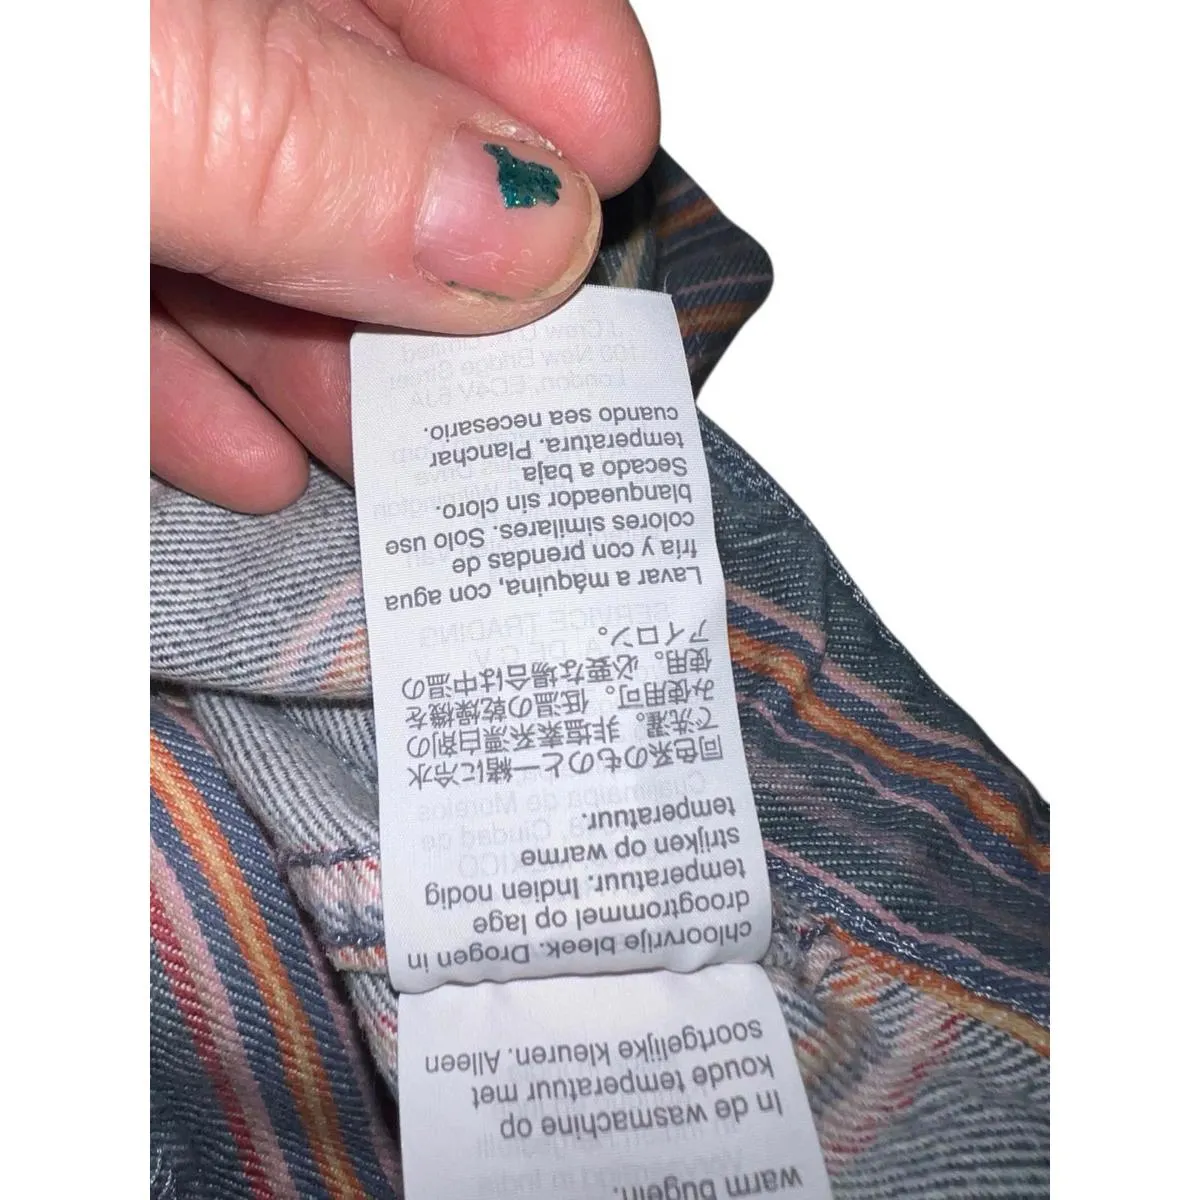 warm bügeln.
In de wasmachine op
koude temperatuur met
soortgelijke kleuren. Alleen
chloorvrije bleek. Drogen in
droogtrommel op lage
temperatuur. Indien nodig
strijken op warme
temperatuur.
同色系のものと一緒に冷水
で洗濯。非塩素系漂白剤の
み使用可。低温の乾燥機を
使用。必要な場合は中温の
アイロン。
Lavar a máquina, con agua
fría y con prendas de
colores similares. Solo use
blanqueador sin cloro.
Secado a baja
temperatura. Planchar
cuando sea necesario.